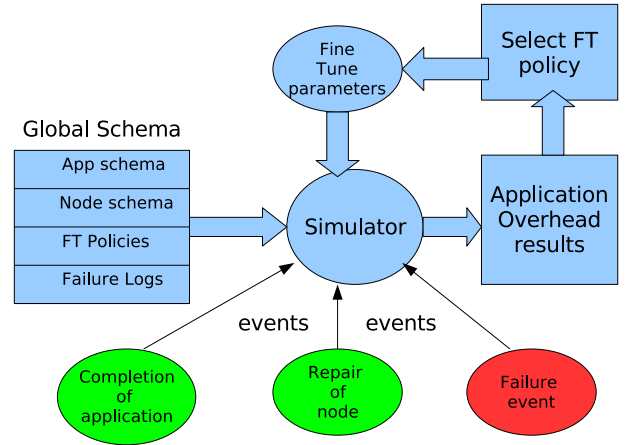 Fine
Tune
parameters
Select FT
policy
Global Schema
App schema
Node schema
FT Policies
Failure Logs
Simulator
Application
Overhead
results
events
events
Completion
of
application
Repair
of
node
Failure
event